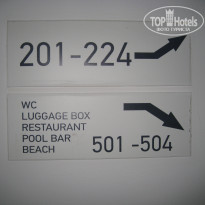 TOP Hotels
201-224
WC
LUGGAGE BOX
RESTAURANT
POOL BAR
BEACH
501 -504